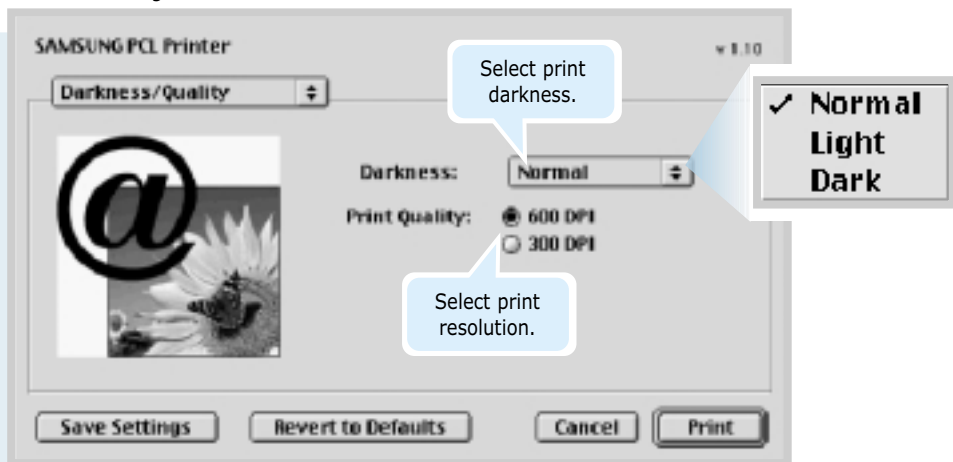 SAMSUNG PCL Printer
v 1.10
Darkness/Quality
Select print
darkness.
Darkness:
Normal
✓ Normal
Light
Dark
Print Quality:
600 DPI
300 DPI
Select print
resolution.
@
Save Settings
Revert to Defaults
Cancel
Print